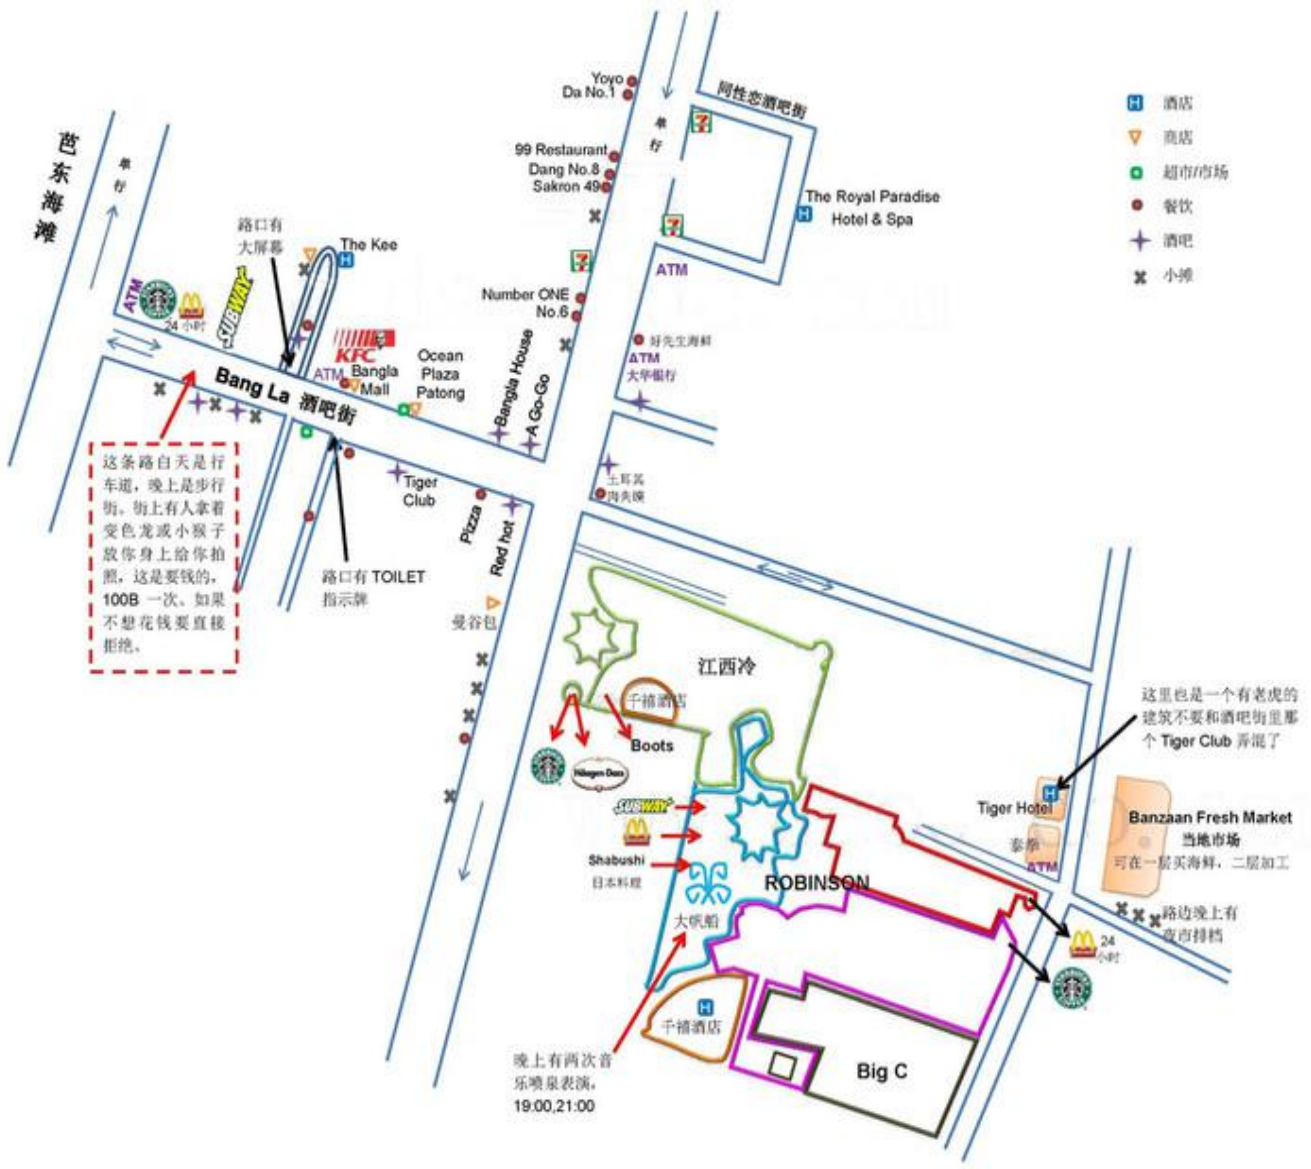 Yoyo
Da No.1
同性恋酒吧街
单行
99 Restaurant
Dang No.8
Sakron 49
The Royal Paradise
Hotel & Spa
ATM
Number ONE
No.6
好先生海鲜
ATM
大华银行
酒店
商店
超市/市场
餐饮
酒吧
小摊
芭东海滩
单行
路口有
大屏幕
The Kee
ATM
24 小时
SUBWAY
KFC
ATM
Bangla
Mall
Ocean
Plaza
Patong
Bangla House
A Go-Go
Bang La 酒吧街
这条路白天是行
车道，晚上是步行
街。街上有人拿着
变色龙或小猴子
放你身上给你拍
照，这是要钱的，
100B 一次。如果
不想花钱要直接
拒绝。
Tiger
Club
Pizza
Red hot
路口有 TOILET
指示牌
曼谷包
土耳其
江西冷
千禧酒店
Boots
Häagen-Dazs
SUBWAY
Shabushi
日本料理
ROBINSON
大帆船
千禧酒店
晚上有两次音
乐喷泉表演，
19:00,21:00
Big C
这里也是一个有老虎的
建筑不要和酒吧街里那
个 Tiger Club 弄混了
Tiger Hotel
泰拳
ATM
Banzaan Fresh Market
当地市场
可在一层买海鲜，二层加工
路边晚上有
夜市排档
24
小时